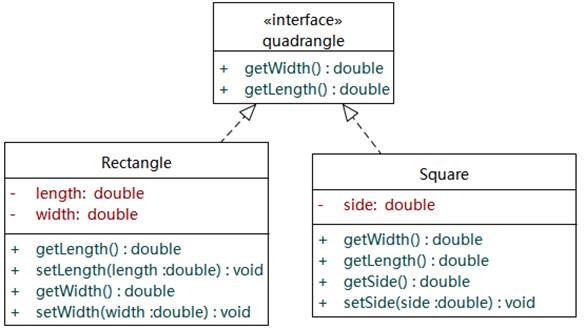 «interface»
quadrangle
+ getWidth() : double
+ getLength() : double
Rectangle
- length: double
- width: double
+ getLength() : double
+ setLength(length :double) : void
+ getWidth() : double
+ setWidth(width :double) : void
Square
- side: double
+ getWidth() : double
+ getLength() : double
+ getSide() : double
+ setSide(side :double) : void